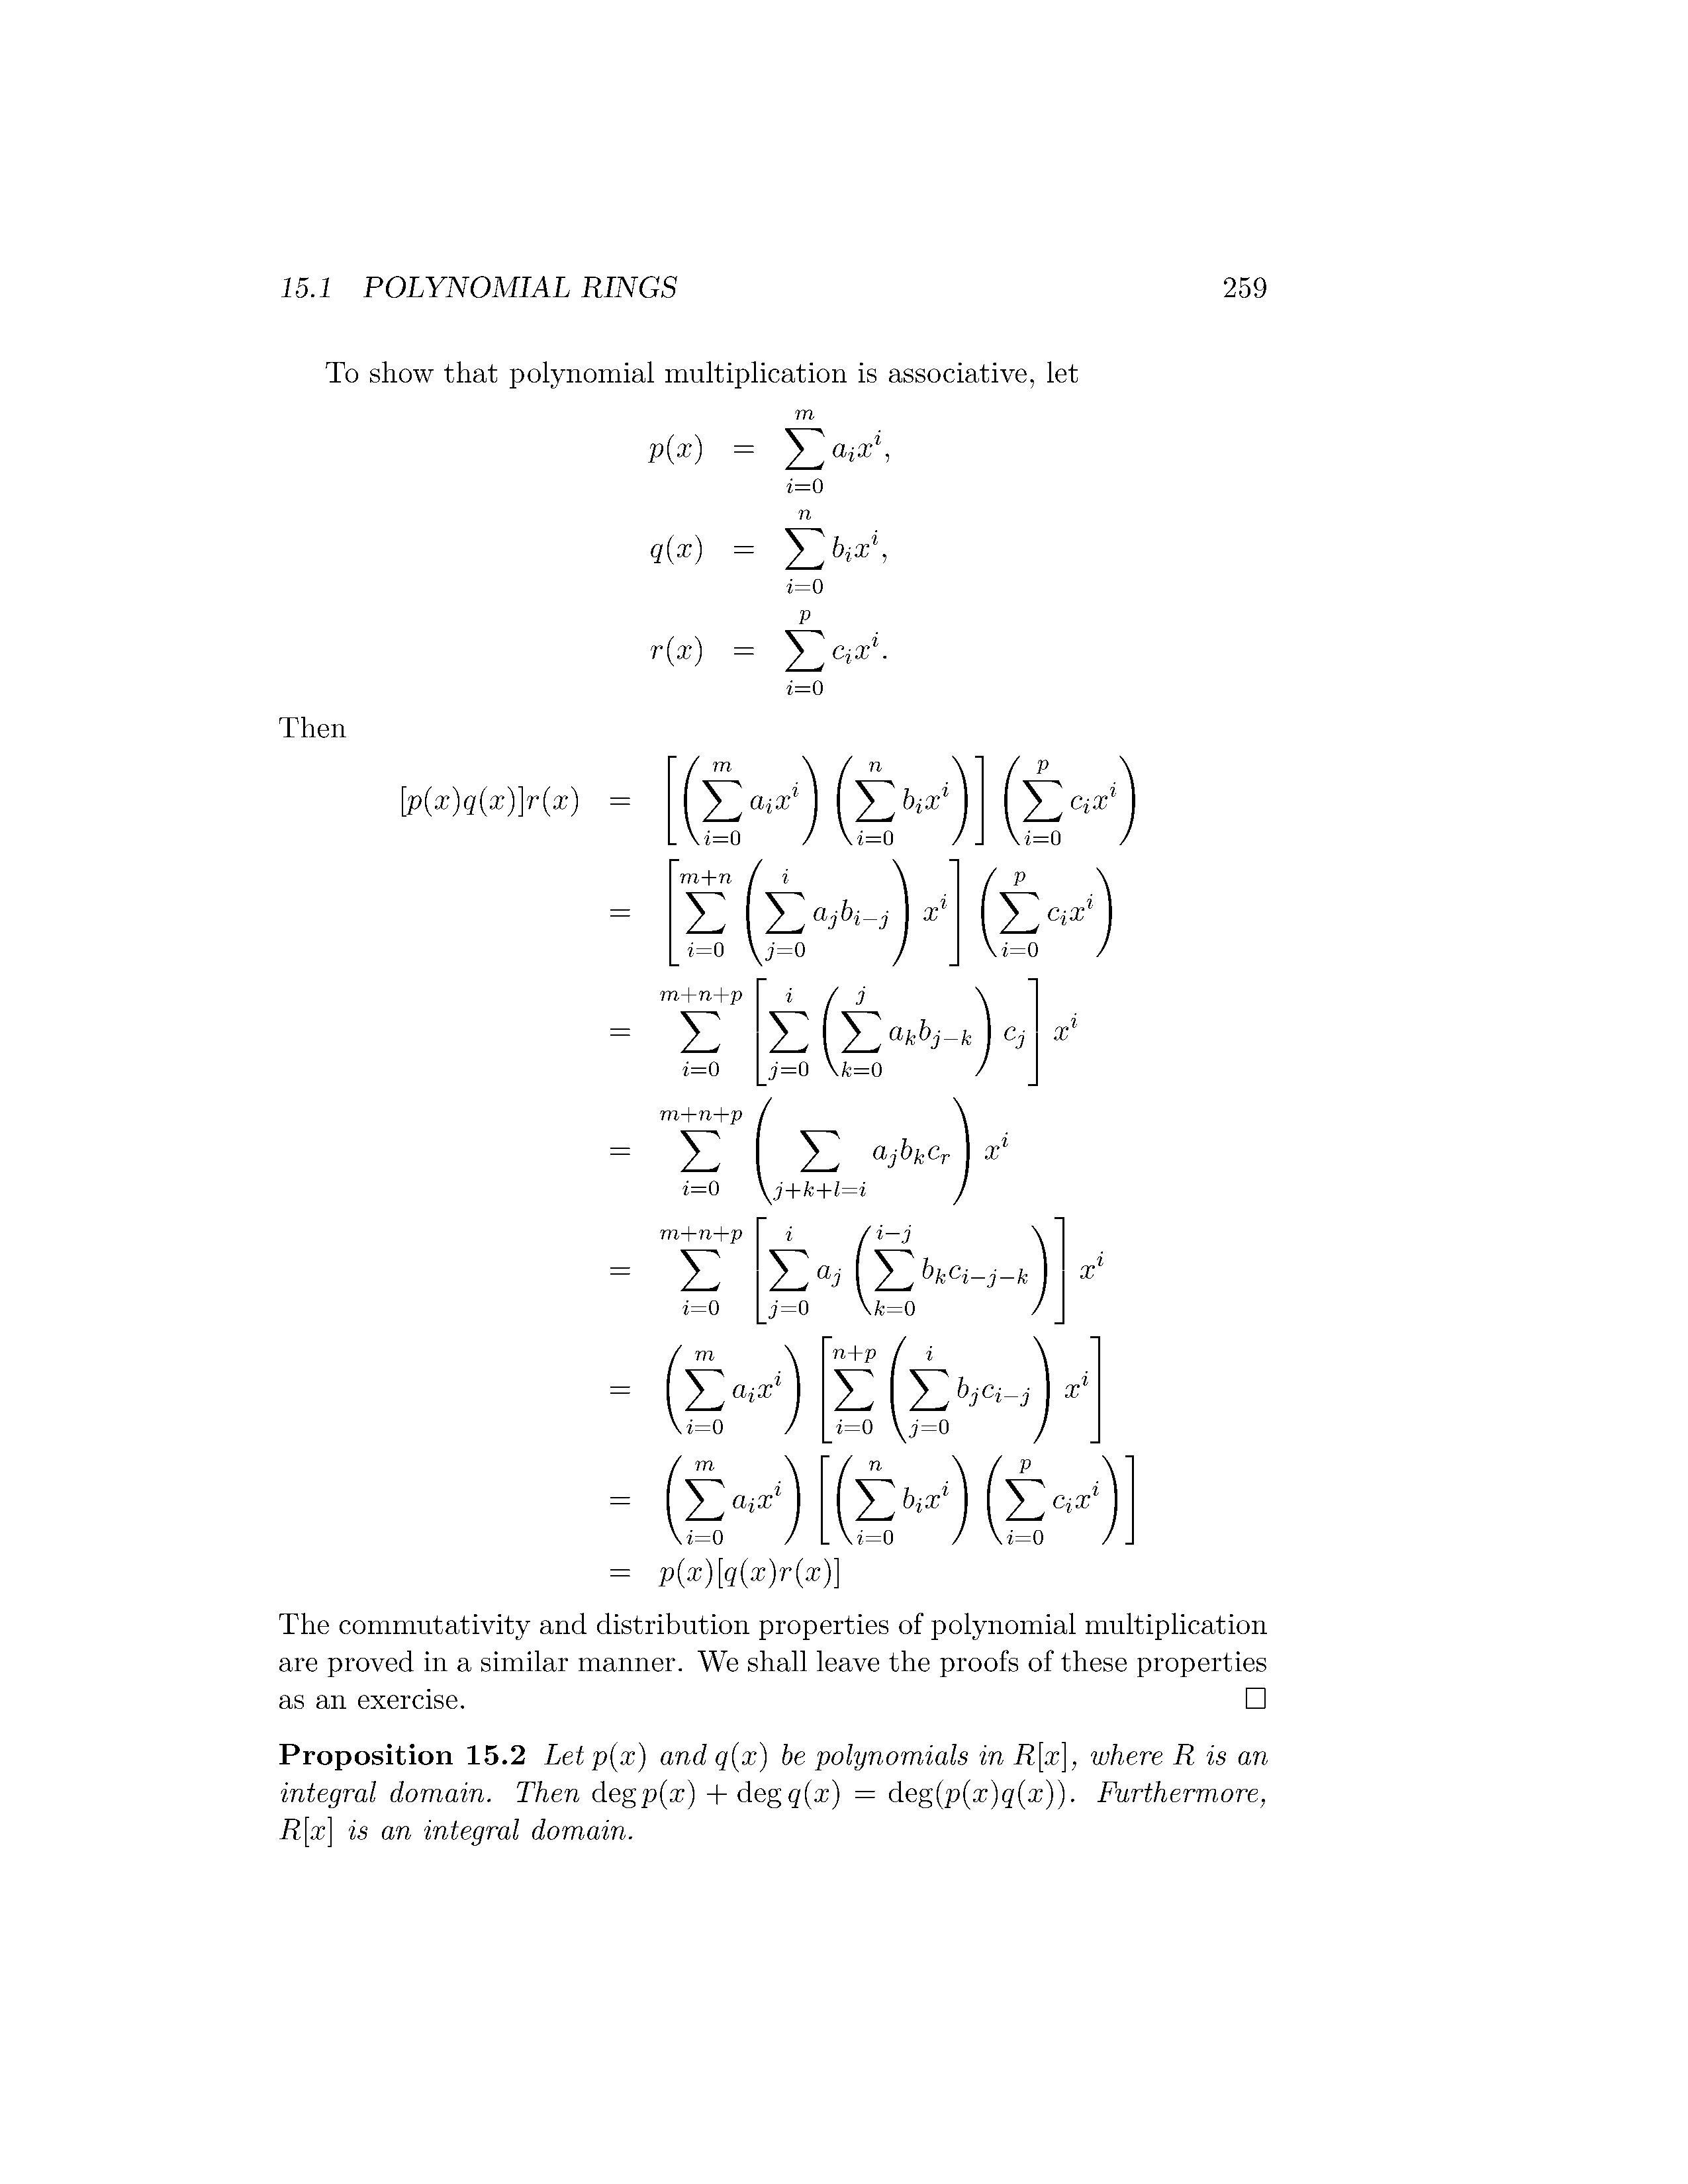 15.1 POLYNOMIAL RINGS 259
To show that polynomial multiplication is associative, let
$p(x) = \sum_{i=0}^{m} a_i x^i,$
$q(x) = \sum_{i=0}^{n} b_i x^i,$
$r(x) = \sum_{i=0}^{p} c_i x^i.$
Then
$[p(x)q(x)]r(x) = \left[\left(\sum_{i=0}^{m} a_i x^i\right)\left(\sum_{i=0}^{n} b_i x^i\right)\right]\left(\sum_{i=0}^{p} c_i x^i\right)$
$= \left[\sum_{i=0}^{m+n}\left(\sum_{j=0}^{i} a_j b_{i-j}\right)x^i\right]\left(\sum_{i=0}^{p} c_i x^i\right)$
$= \sum_{i=0}^{m+n+p}\left[\sum_{j=0}^{i}\left(\sum_{k=0}^{j} a_k b_{j-k}\right)c_j\right]x^i$
$= \sum_{i=0}^{m+n+p}\left(\sum_{j+k+l=i} a_j b_k c_r\right)x^i$
$= \sum_{i=0}^{m+n+p}\left[\sum_{j=0}^{i} a_j\left(\sum_{k=0}^{i-j} b_k c_{i-j-k}\right)\right]x^i$
$= \left(\sum_{i=0}^{m} a_i x^i\right)\left[\sum_{i=0}^{n+p}\left(\sum_{j=0}^{i} b_j c_{i-j}\right)x^i\right]$
$= \left(\sum_{i=0}^{m} a_i x^i\right)\left[\left(\sum_{i=0}^{n} b_i x^i\right)\left(\sum_{i=0}^{p} c_i x^i\right)\right]$
$= p(x)[q(x)r(x)]$
The commutativity and distribution properties of polynomial multiplication
are proved in a similar manner. We shall leave the proofs of these properties
as an exercise. □
Proposition 15.2 Let p(x) and q(x) be polynomials in R[x], where R is an
integral domain. Then deg p(x) + deg q(x) = deg(p(x)q(x)). Furthermore,
R[x] is an integral domain.